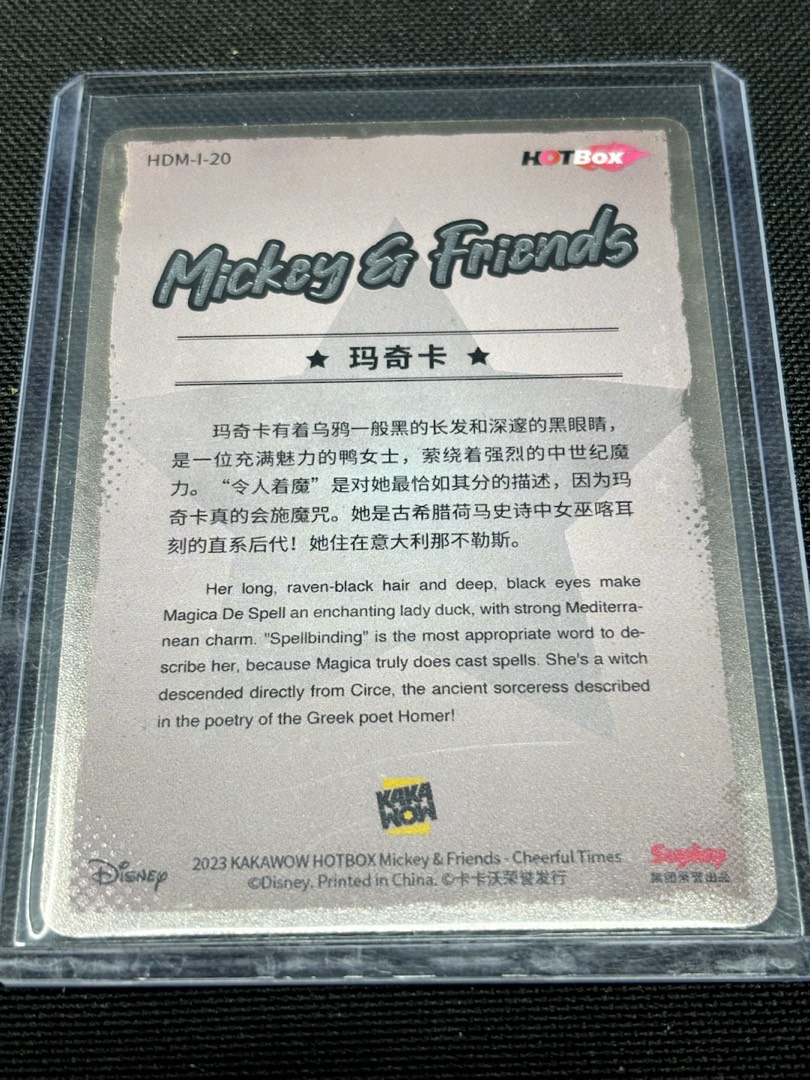 HDM-I-20
HOTBOX
Mickey & Friends
★ 玛奇卡 ★
玛奇卡有着乌鸦一般黑的长发和深邃的黑眼睛，
是一位充满魅力的鸭女士，萦绕着强烈的中世纪魔
力。“令人着魔”是对她最恰如其分的描述，因为玛
奇卡真的会施魔咒。她是古希腊荷马史诗中女巫喀耳
刻的直系后代！她住在意大利那不勒斯。
Her long, raven-black hair and deep, black eyes make
Magica De Spell an enchanting lady duck, with strong Mediterra-
nean charm. "Spellbinding" is the most appropriate word to de-
scribe her, because Magica truly does cast spells. She's a witch
descended directly from Circe, the ancient sorceress described
in the poetry of the Greek poet Homer!
KAKA
WOW
Disney
2023 KAKAWOW HOTBOX Mickey & Friends - Cheerful Times
©Disney. Printed in China. ©卡卡沃荣誉发行
Suplay
集团荣誉出品